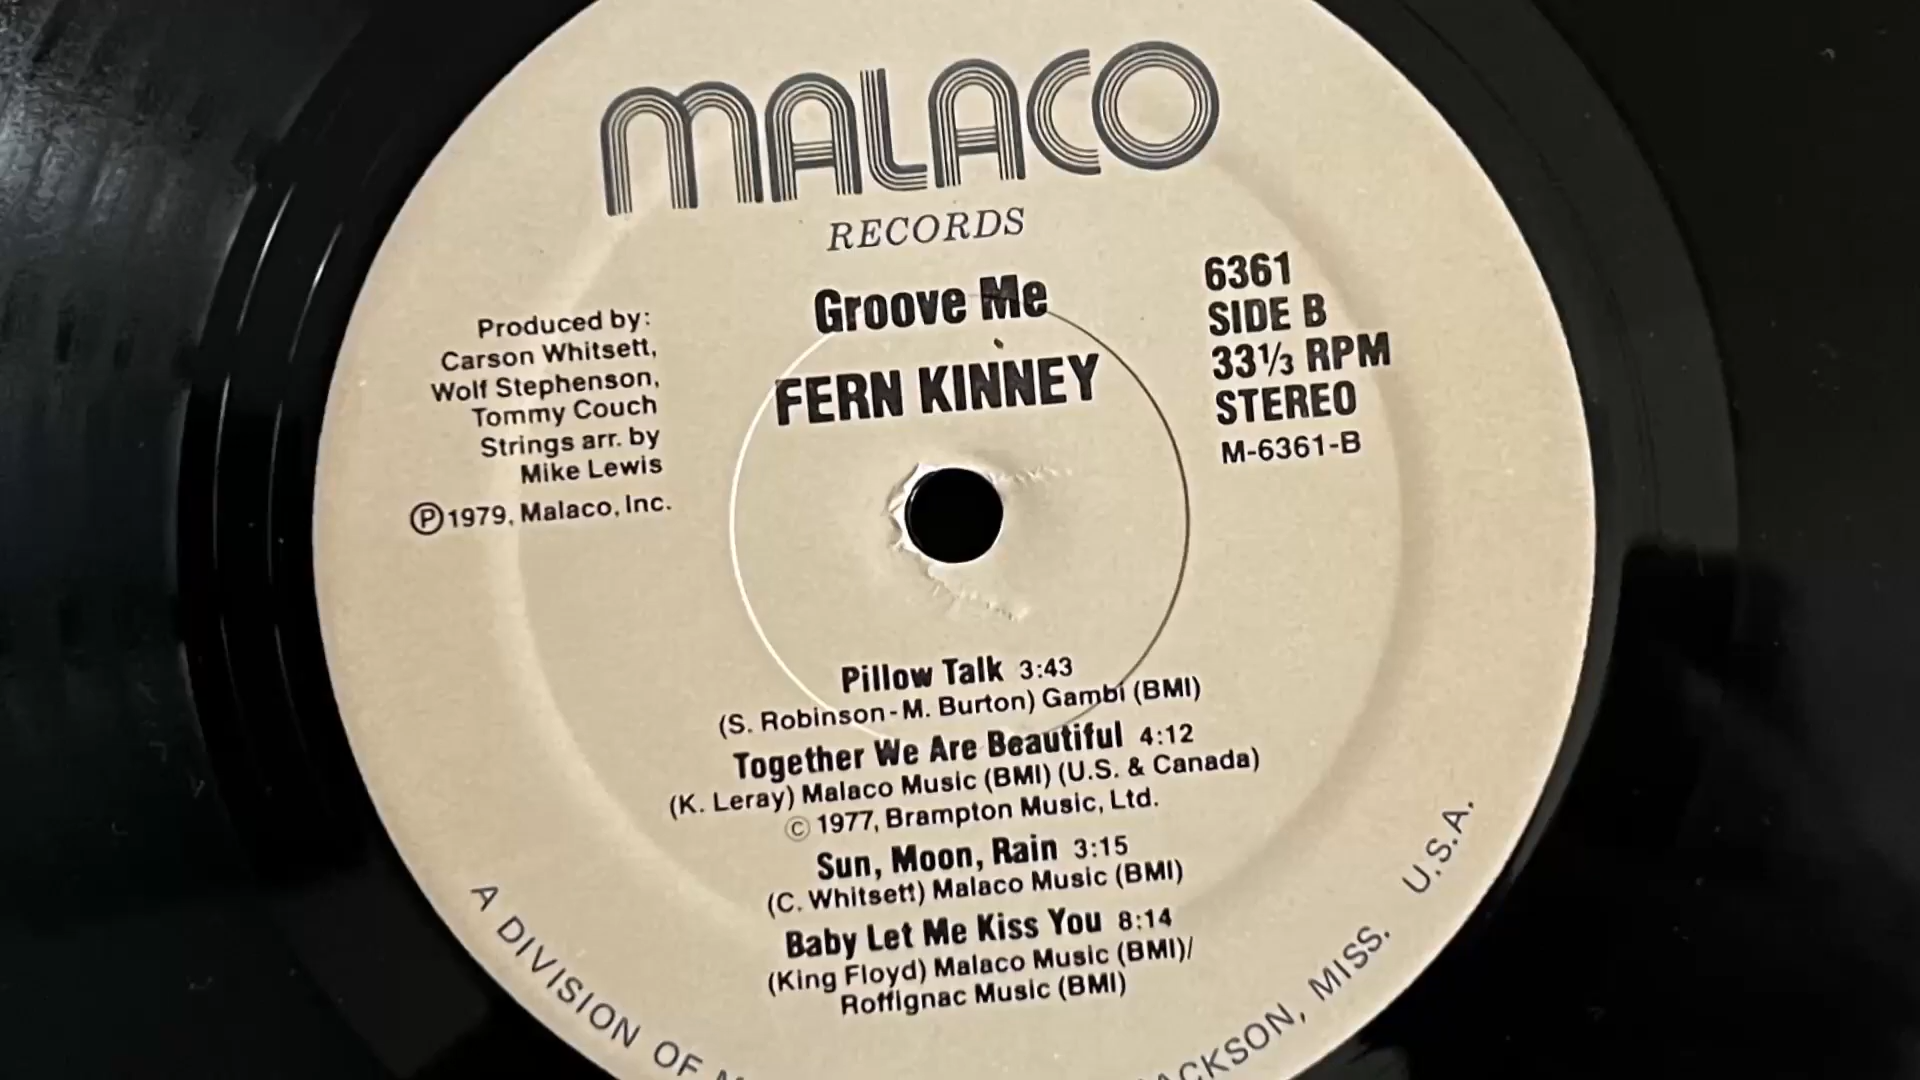 MALACO
RECORDS
Groove Me
FERN KINNEY
Produced by:
Carson Whitsett,
Wolf Stephenson,
Tommy Couch
Strings arr. by
Mike Lewis
Ⓟ1979, Malaco, Inc.
6361
SIDE B
33⅓ RPM
STEREO
M-6361-B
Pillow Talk 3:43
(S. Robinson-M. Burton) Gambi (BMI)
Together We Are Beautiful 4:12
(K. Leray) Malaco Music (BMI) (U.S. & Canada)
© 1977, Brampton Music, Ltd.
Sun, Moon, Rain 3:15
(C. Whitsett) Malaco Music (BMI)
Baby Let Me Kiss You 8:14
(King Floyd) Malaco Music (BMI)/
Roffignac Music (BMI)
A DIVISION OF
MISS. U.S.A.